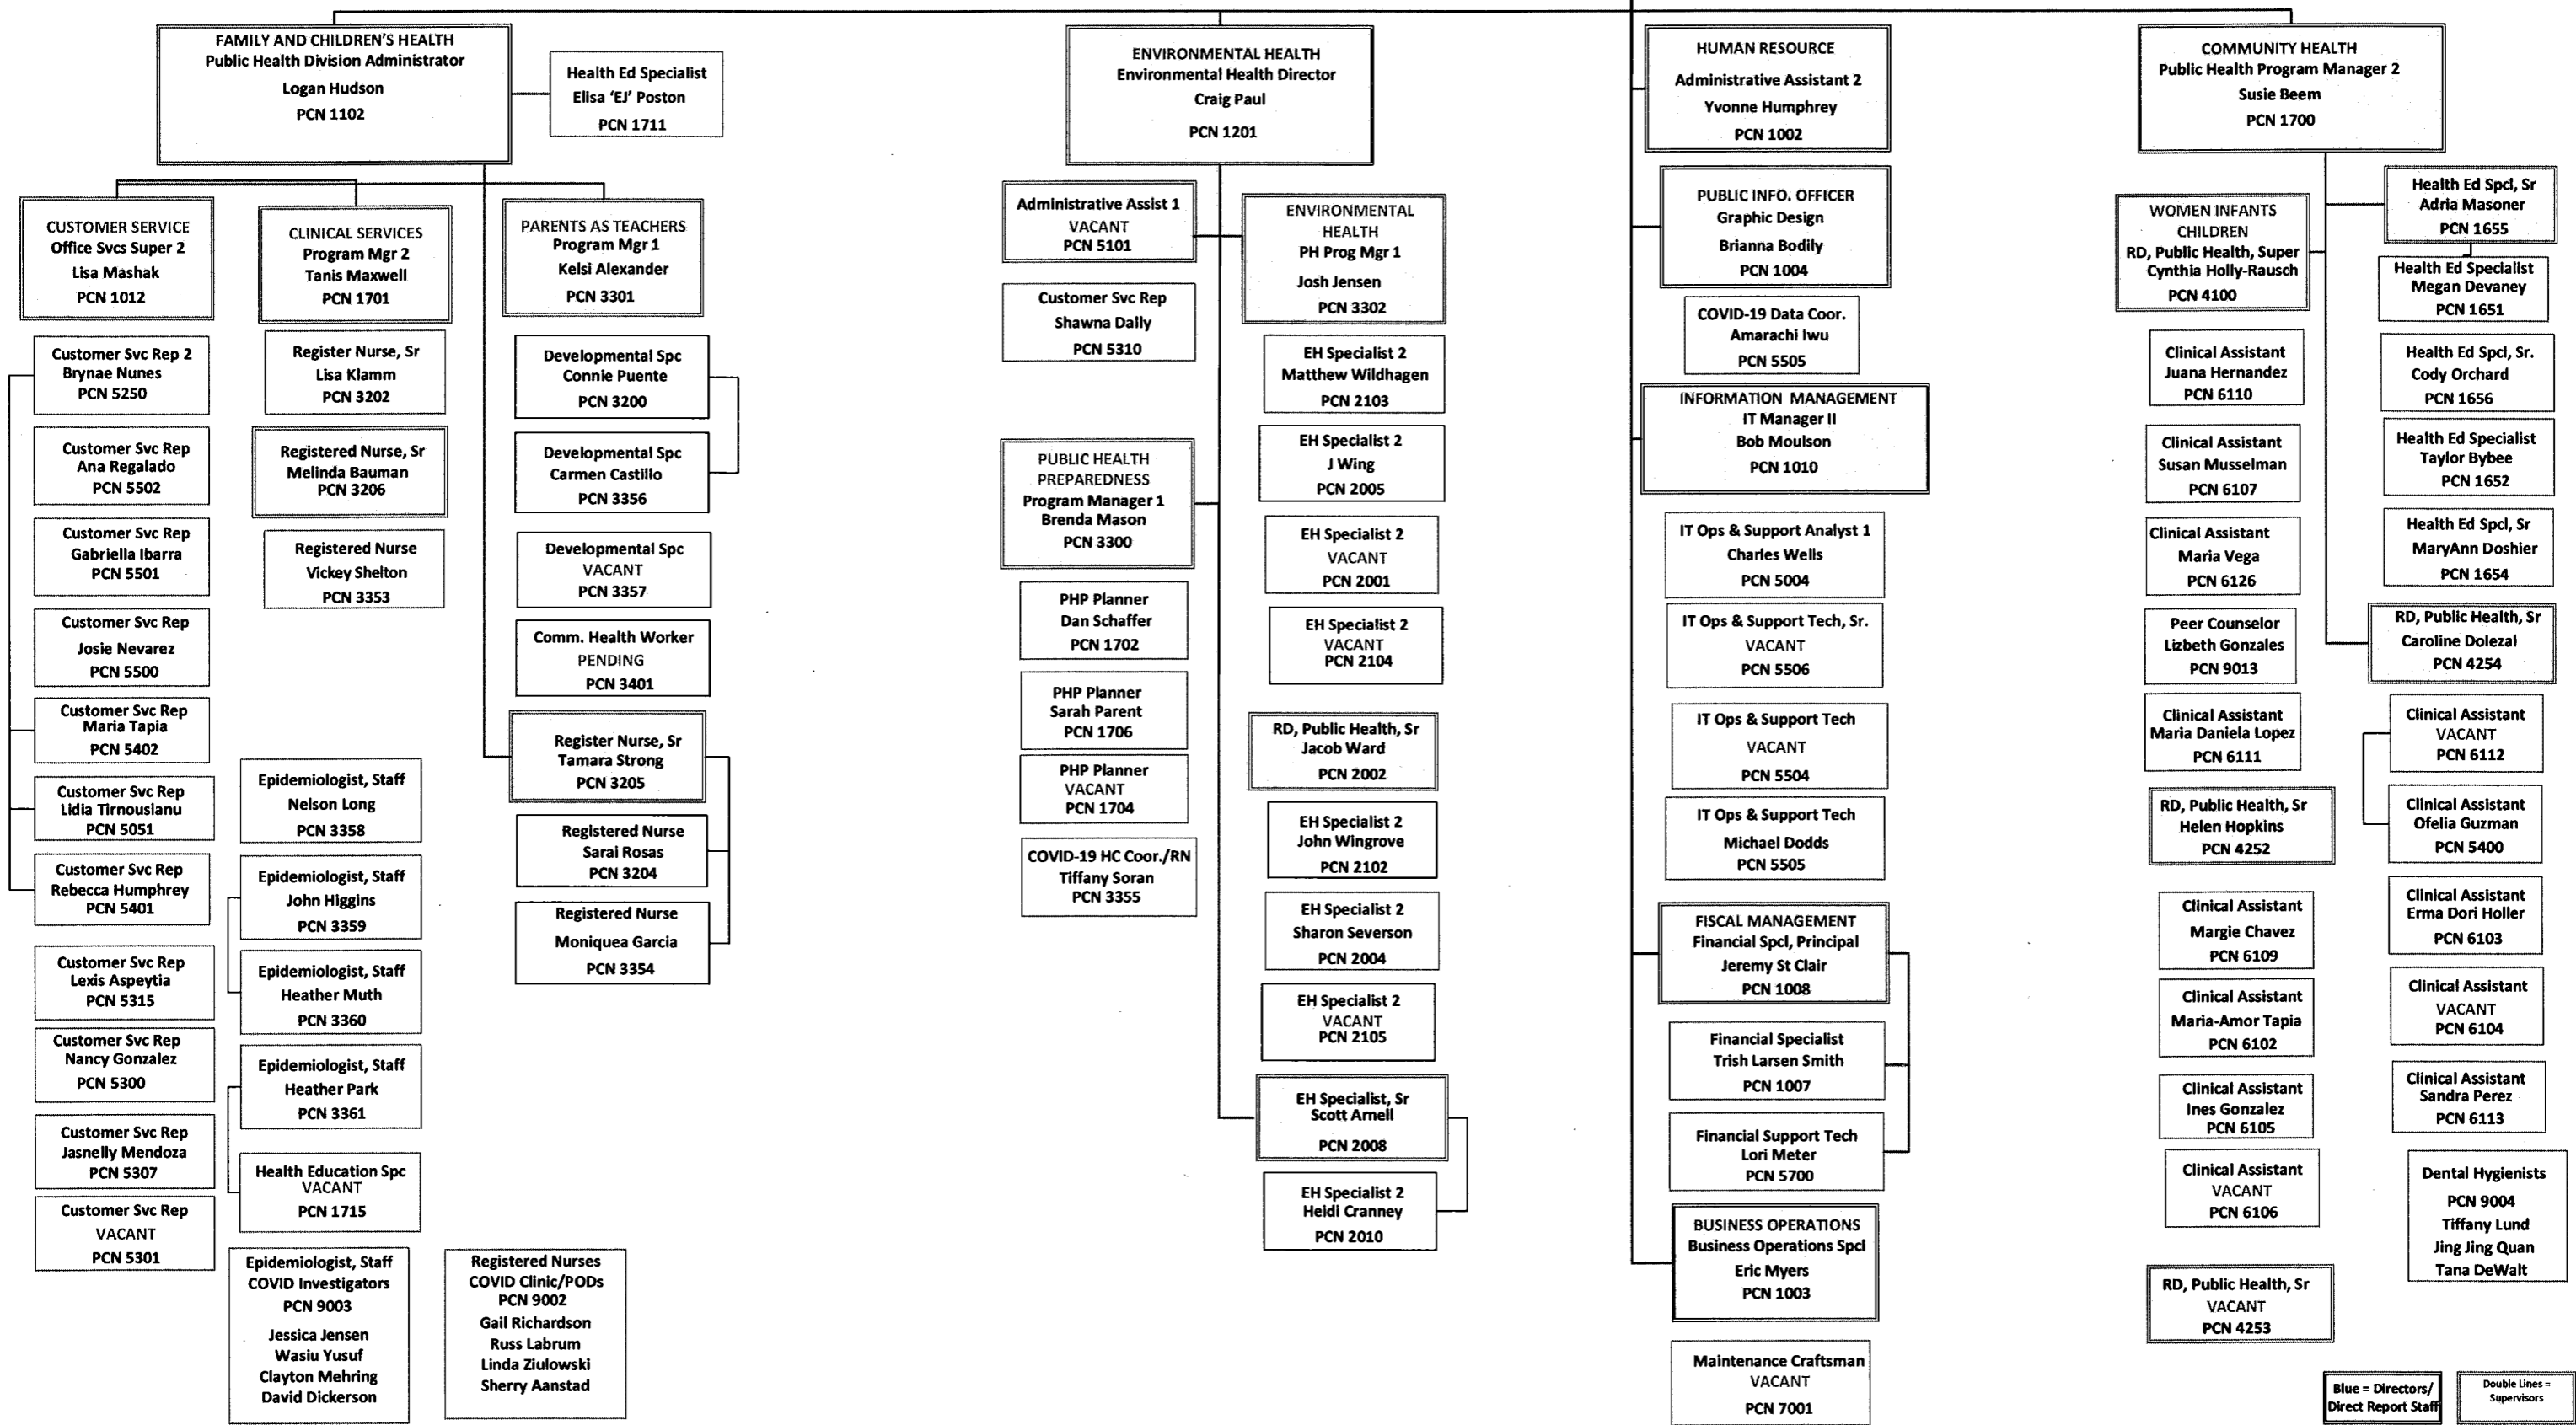 FAMILY AND CHILDREN'S HEALTH
Public Health Division Administrator
Logan Hudson
PCN 1102
Health Ed Specialist
Elisa 'EJ' Poston
PCN 1711
CUSTOMER SERVICE
Office Svcs Super 2
Lisa Mashak
PCN 1012
Customer Svc Rep 2
Brynae Nunes
PCN 5250
Customer Svc Rep
Ana Regalado
PCN 5502
Customer Svc Rep
Gabriella Ibarra
PCN 5501
Customer Svc Rep
Josie Nevarez
PCN 5500
Customer Svc Rep
Maria Tapia
PCN 5402
Customer Svc Rep
Lidia Tirnousianu
PCN 5051
Customer Svc Rep
Rebecca Humphrey
PCN 5401
Customer Svc Rep
Lexis Aspeytia
PCN 5315
Customer Svc Rep
Nancy Gonzalez
PCN 5300
Customer Svc Rep
Jasnelly Mendoza
PCN 5307
Customer Svc Rep
VACANT
PCN 5301
CLINICAL SERVICES
Program Mgr 2
Tanis Maxwell
PCN 1701
Register Nurse, Sr
Lisa Klamm
PCN 3202
Registered Nurse, Sr
Melinda Bauman
PCN 3206
Registered Nurse
Vickey Shelton
PCN 3353
Epidemiologist, Staff
Nelson Long
PCN 3358
Epidemiologist, Staff
John Higgins
PCN 3359
Epidemiologist, Staff
Heather Muth
PCN 3360
Epidemiologist, Staff
Heather Park
PCN 3361
Health Education Spc
VACANT
PCN 1715
Epidemiologist, Staff
COVID Investigators
PCN 9003
Jessica Jensen
Wasiu Yusuf
Clayton Mehring
David Dickerson
Registered Nurses
COVID Clinic/PODs
PCN 9002
Gail Richardson
Russ Labrum
Linda Ziulowski
Sherry Aanstad
PARENTS AS TEACHERS
Program Mgr 1
Kelsi Alexander
PCN 3301
Developmental Spc
Connie Puente
PCN 3200
Developmental Spc
Carmen Castillo
PCN 3356
Developmental Spc
VACANT
PCN 3357
Comm. Health Worker
PENDING
PCN 3401
Register Nurse, Sr
Tamara Strong
PCN 3205
Registered Nurse
Sarai Rosas
PCN 3204
Registered Nurse
Moniquea Garcia
PCN 3354
ENVIRONMENTAL HEALTH
Environmental Health Director
Craig Paul
PCN 1201
Administrative Assist 1
VACANT
PCN 5101
Customer Svc Rep
Shawna Dally
PCN 5310
PUBLIC HEALTH
PREPAREDNESS
Program Manager 1
Brenda Mason
PCN 3300
PHP Planner
Dan Schaffer
PCN 1702
PHP Planner
Sarah Parent
PCN 1706
PHP Planner
VACANT
PCN 1704
COVID-19 HC Coor./RN
Tiffany Soran
PCN 3355
ENVIRONMENTAL
HEALTH
PH Prog Mgr 1
Josh Jensen
PCN 3302
EH Specialist 2
Matthew Wildhagen
PCN 2103
EH Specialist 2
J Wing
PCN 2005
EH Specialist 2
VACANT
PCN 2001
EH Specialist 2
VACANT
PCN 2104
RD, Public Health, Sr
Jacob Ward
PCN 2002
EH Specialist 2
John Wingrove
PCN 2102
EH Specialist 2
Sharon Severson
PCN 2004
EH Specialist 2
VACANT
PCN 2105
EH Specialist, Sr
Scott Arnell
PCN 2008
EH Specialist 2
Heidi Cranney
PCN 2010
HUMAN RESOURCE
Administrative Assistant 2
Yvonne Humphrey
PCN 1002
PUBLIC INFO. OFFICER
Graphic Design
Brianna Bodily
PCN 1004
COVID-19 Data Coor.
Amarachi Iwu
PCN 5505
INFORMATION MANAGEMENT
IT Manager II
Bob Moulson
PCN 1010
IT Ops & Support Analyst 1
Charles Wells
PCN 5004
IT Ops & Support Tech, Sr.
VACANT
PCN 5506
IT Ops & Support Tech
VACANT
PCN 5504
IT Ops & Support Tech
Michael Dodds
PCN 5505
FISCAL MANAGEMENT
Financial Spcl, Principal
Jeremy St Clair
PCN 1008
Financial Specialist
Trish Larsen Smith
PCN 1007
Financial Support Tech
Lori Meter
PCN 5700
BUSINESS OPERATIONS
Business Operations Spcl
Eric Myers
PCN 1003
Maintenance Craftsman
VACANT
PCN 7001
COMMUNITY HEALTH
Public Health Program Manager 2
Susie Beem
PCN 1700
WOMEN INFANTS
CHILDREN
RD, Public Health, Super
Cynthia Holly-Rausch
PCN 4100
Clinical Assistant
Juana Hernandez
PCN 6110
Clinical Assistant
Susan Musselman
PCN 6107
Clinical Assistant
Maria Vega
PCN 6126
Peer Counselor
Lizbeth Gonzales
PCN 9013
Clinical Assistant
Maria Daniela Lopez
PCN 6111
RD, Public Health, Sr
Helen Hopkins
PCN 4252
Clinical Assistant
Margie Chavez
PCN 6109
Clinical Assistant
Maria-Amor Tapia
PCN 6102
Clinical Assistant
Ines Gonzalez
PCN 6105
Clinical Assistant
VACANT
PCN 6106
RD, Public Health, Sr
VACANT
PCN 4253
Health Ed Spcl, Sr
Adria Masoner
PCN 1655
Health Ed Specialist
Megan Devaney
PCN 1651
Health Ed Spcl, Sr.
Cody Orchard
PCN 1656
Health Ed Specialist
Taylor Bybee
PCN 1652
Health Ed Spcl, Sr
MaryAnn Doshier
PCN 1654
RD, Public Health, Sr
Caroline Dolezal
PCN 4254
Clinical Assistant
VACANT
PCN 6112
Clinical Assistant
Ofelia Guzman
PCN 5400
Clinical Assistant
Erma Dori Holler
PCN 6103
Clinical Assistant
VACANT
PCN 6104
Clinical Assistant
Sandra Perez
PCN 6113
Dental Hygienists
PCN 9004
Tiffany Lund
Jing Jing Quan
Tana DeWalt
Blue = Directors/
Direct Report Staff
Double Lines =
Supervisors